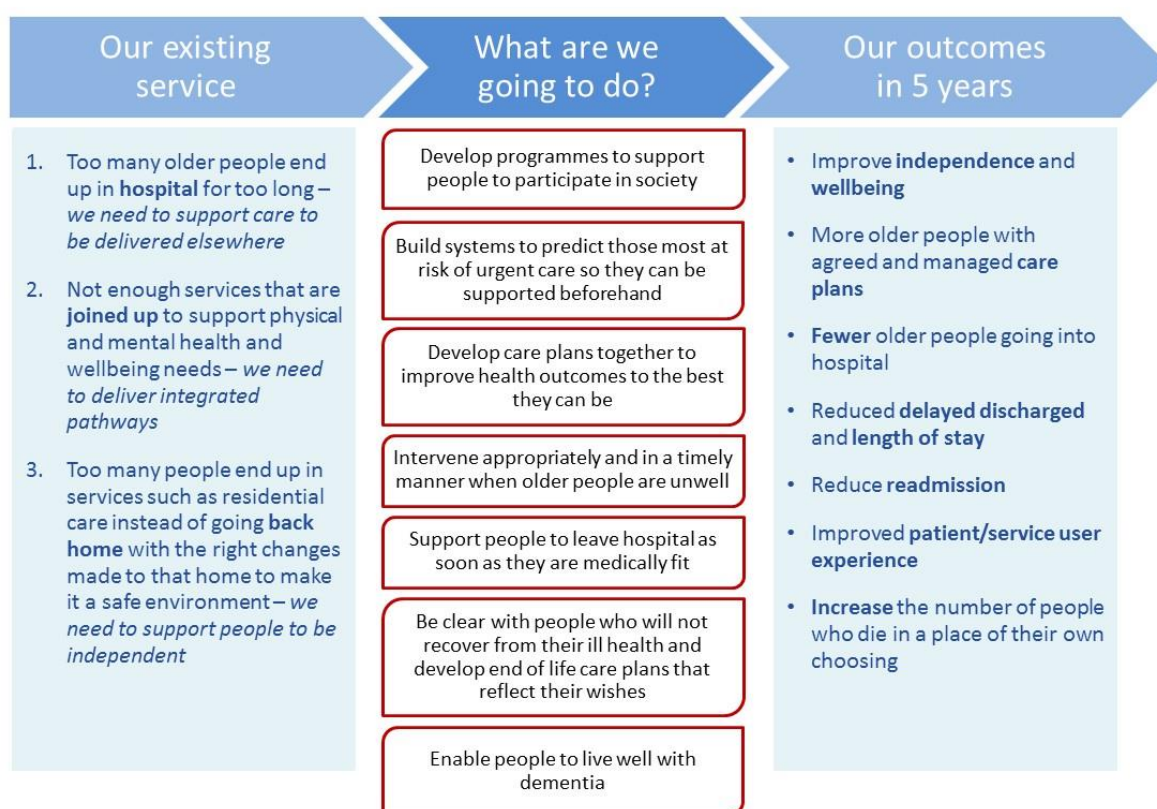 Our existing
service
What are we
going to do?
Our outcomes
in 5 years
1. Too many older people end
up in hospital for too long –
we need to support care to
be delivered elsewhere
2. Not enough services that are
joined up to support physical
and mental health and
wellbeing needs – we need
to deliver integrated
pathways
3. Too many people end up in
services such as residential
care instead of going back
home with the right changes
made to that home to make
it a safe environment – we
need to support people to be
independent
Develop programmes to support
people to participate in society
Build systems to predict those most at
risk of urgent care so they can be
supported beforehand
Develop care plans together to
improve health outcomes to the best
they can be
Intervene appropriately and in a timely
manner when older people are unwell
Support people to leave hospital as
soon as they are medically fit
Be clear with people who will not
recover from their ill health and
develop end of life care plans that
reflect their wishes
Enable people to live well with
dementia
• Improve independence and
wellbeing
• More older people with
agreed and managed care
plans
• Fewer older people going into
hospital
• Reduced delayed discharged
and length of stay
• Reduce readmission
• Improved patient/service user
experience
• Increase the number of people
who die in a place of their own
choosing